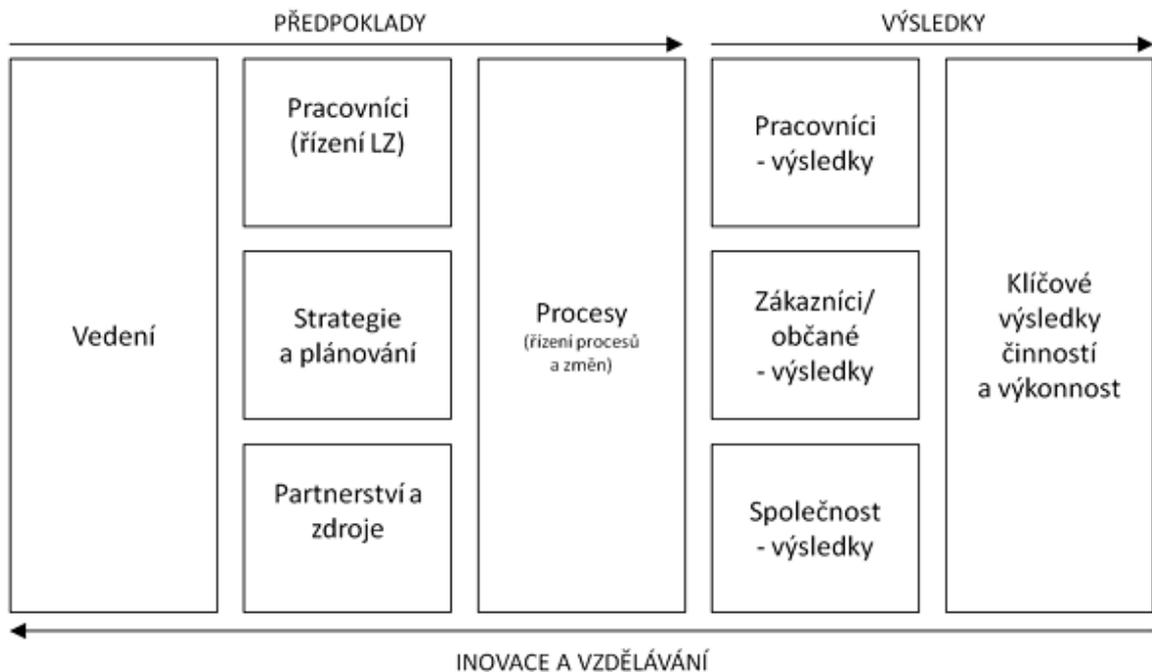 PŘEDPOKLADY
VÝSLEDKY
Vedení
Pracovníci
(řízení LZ)
Strategie
a plánování
Partnerství a
zdroje
Procesy
(řízení procesů
a změn)
Pracovníci
- výsledky
Zákazníci/
občané
- výsledky
Společnost
- výsledky
Klíčové
výsledky
činností
a výkonnost
INOVACE A VZDĚLÁVÁNÍ